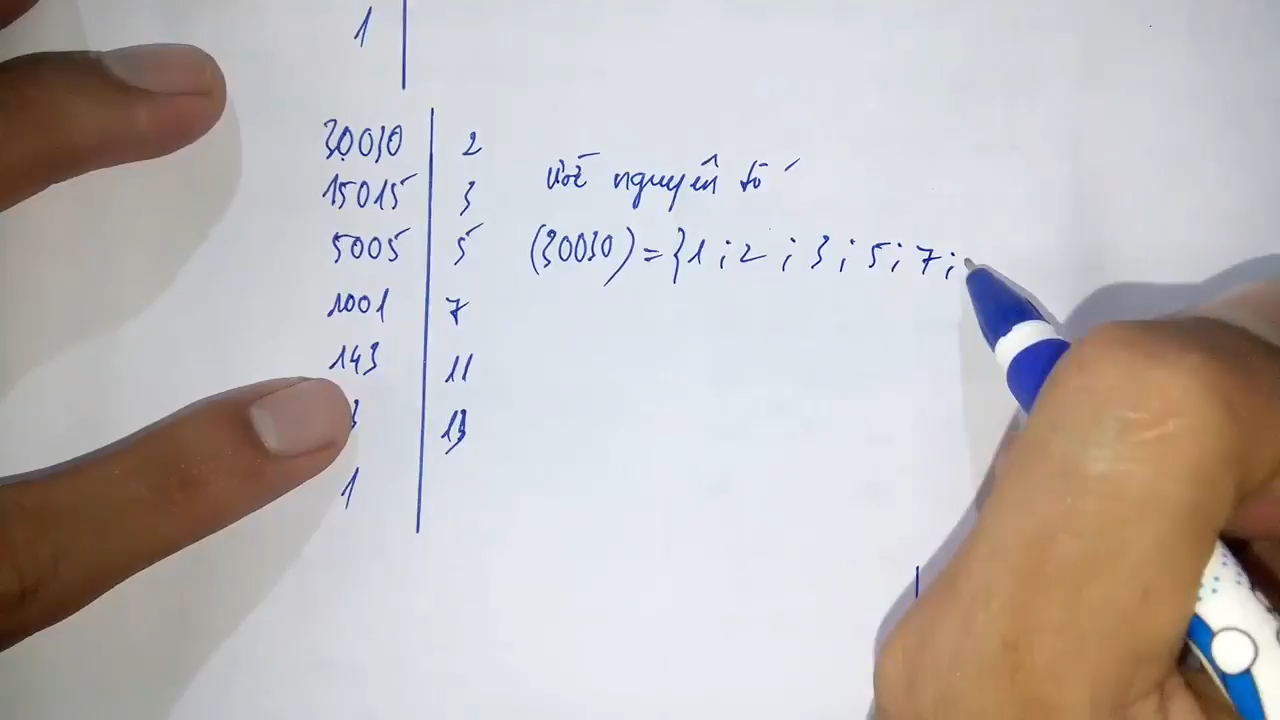 1
30030 | 2
15015 | 3
5005 | 5
1001 | 7
143 | 11
3 | 13
1
nguyên tố
(30030) = {1 ; 2 ; 3 ; 5 ; 7 ;